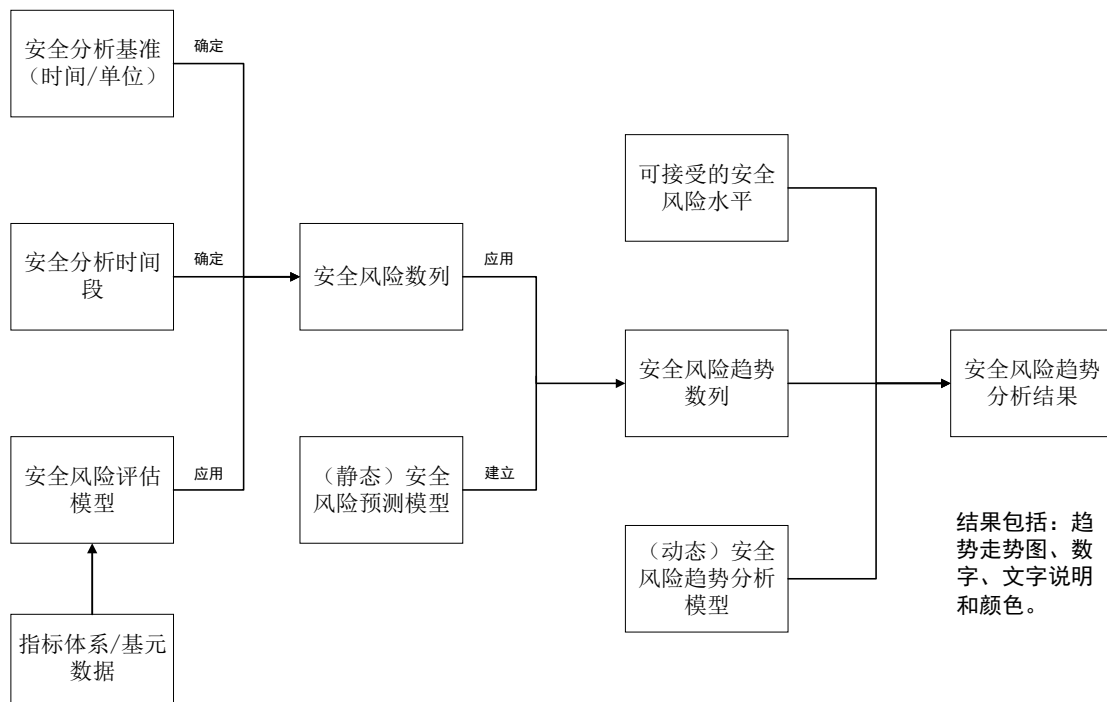 安全分析基准
（时间/单位）
确定
安全分析时间
段
确定
安全风险评估
模型
应用
指标体系/基元
数据
安全风险数列
应用
（静态）安全
风险预测模型
建立
可接受的安全
风险水平
安全风险趋势
数列
（动态）安全
风险趋势分析
模型
安全风险趋势
分析结果
结果包括：趋
势走势图、数
字、文字说明
和颜色。